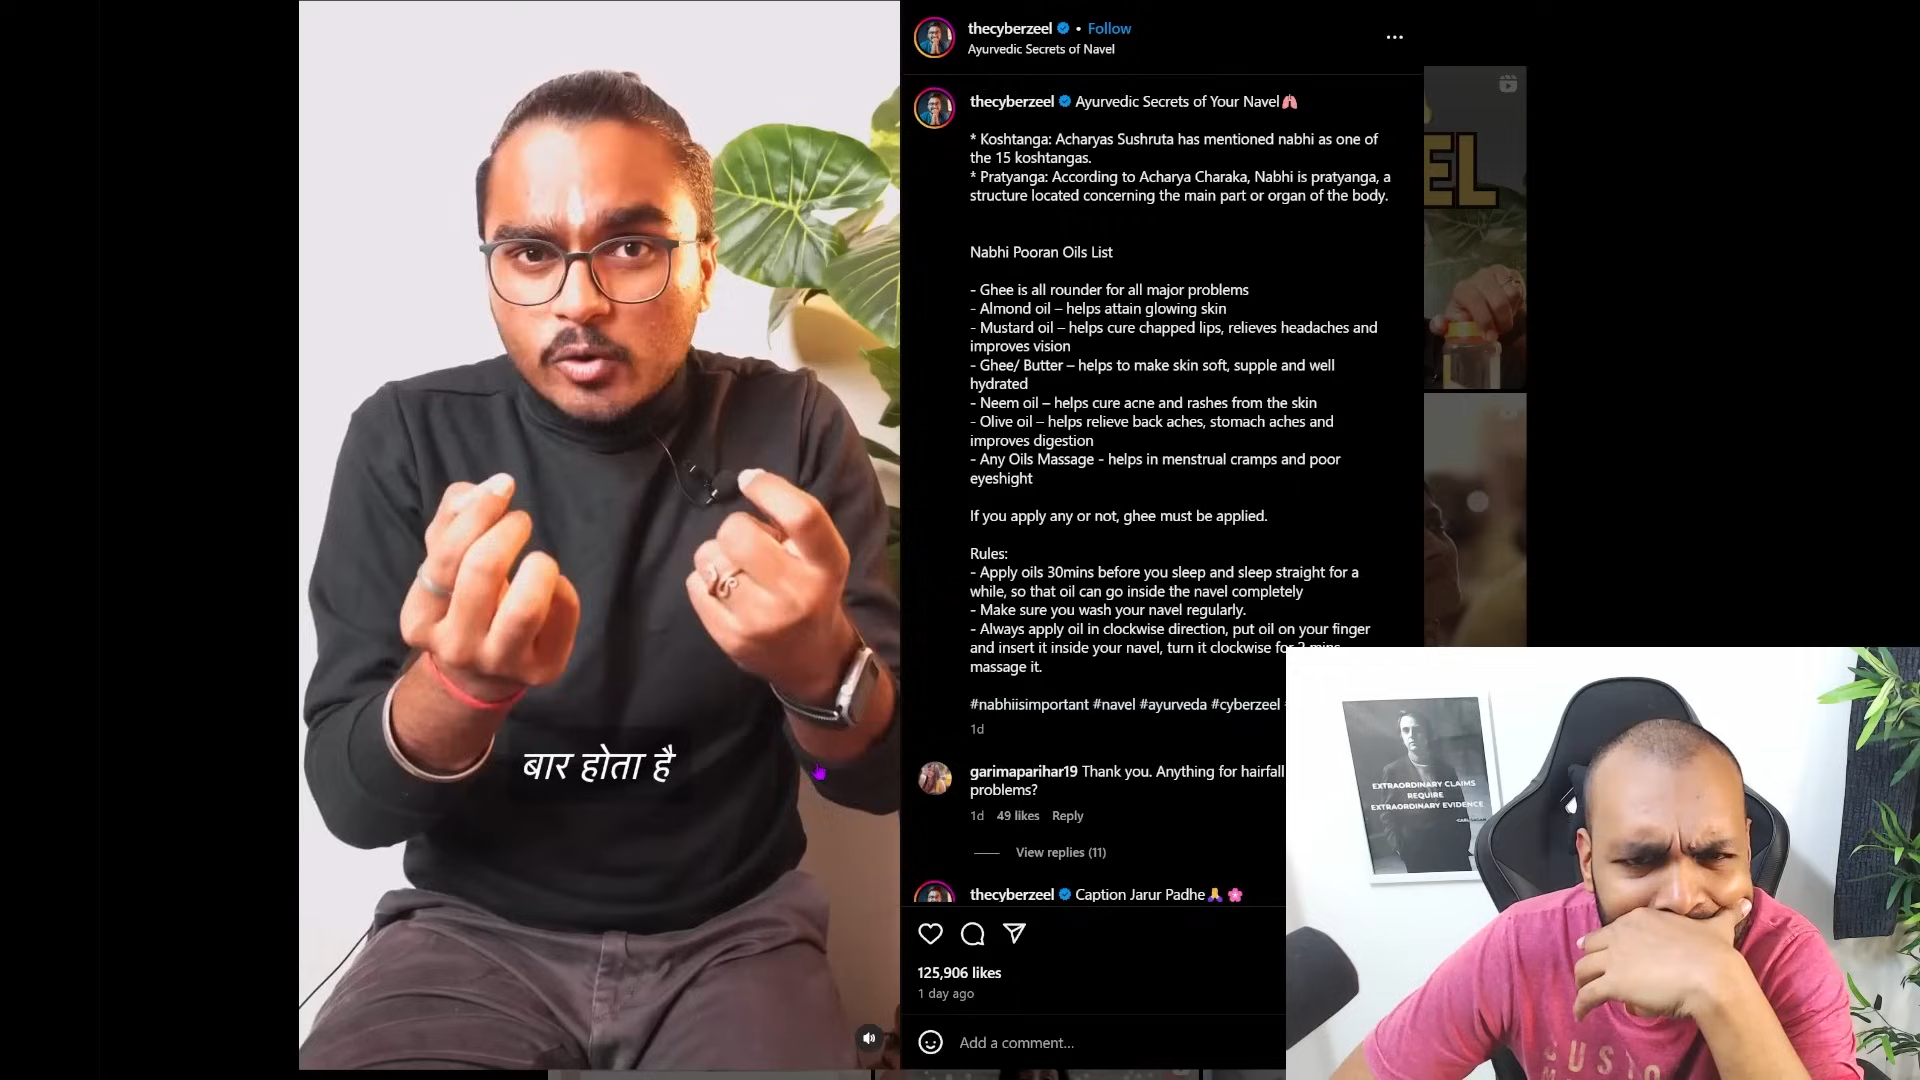 thecyberzeel • Follow
Ayurvedic Secrets of Navel
thecyberzeel Ayurvedic Secrets of Your Navel🫁
* Koshtanga: Acharyas Sushruta has mentioned nabhi as one of
the 15 koshtangas.
* Pratyanga: According to Acharya Charaka, Nabhi is pratyanga, a
structure located concerning the main part or organ of the body.
Nabhi Pooran Oils List
- Ghee is all rounder for all major problems
- Almond oil – helps attain glowing skin
- Mustard oil – helps cure chapped lips, relieves headaches and
improves vision
- Ghee/ Butter – helps to make skin soft, supple and well
hydrated
- Neem oil – helps cure acne and rashes from the skin
- Olive oil – helps relieve back aches, stomach aches and
improves digestion
- Any Oils Massage - helps in menstrual cramps and poor
eyeshight
If you apply any or not, ghee must be applied.
Rules:
- Apply oils 30mins before you sleep and sleep straight for a
while, so that oil can go inside the navel completely
- Make sure you wash your navel regularly.
- Always apply oil in clockwise direction, put oil on your finger
and insert it inside your navel, turn it clockwise for
massage it.
#nabhiisimportant #navel #ayurveda #cyberzeel
1d
garimaparihar19 Thank you. Anything for hairfall
problems?
1d 49 likes Reply
View replies (11)
thecyberzeel Caption Jarur Padhe🙏🌸
125,906 likes
1 day ago
Add a comment...
बार होता है
EL
EXTRAORDINARY CLAIMS
REQUIRE
EXTRAORDINARY EVIDENCE